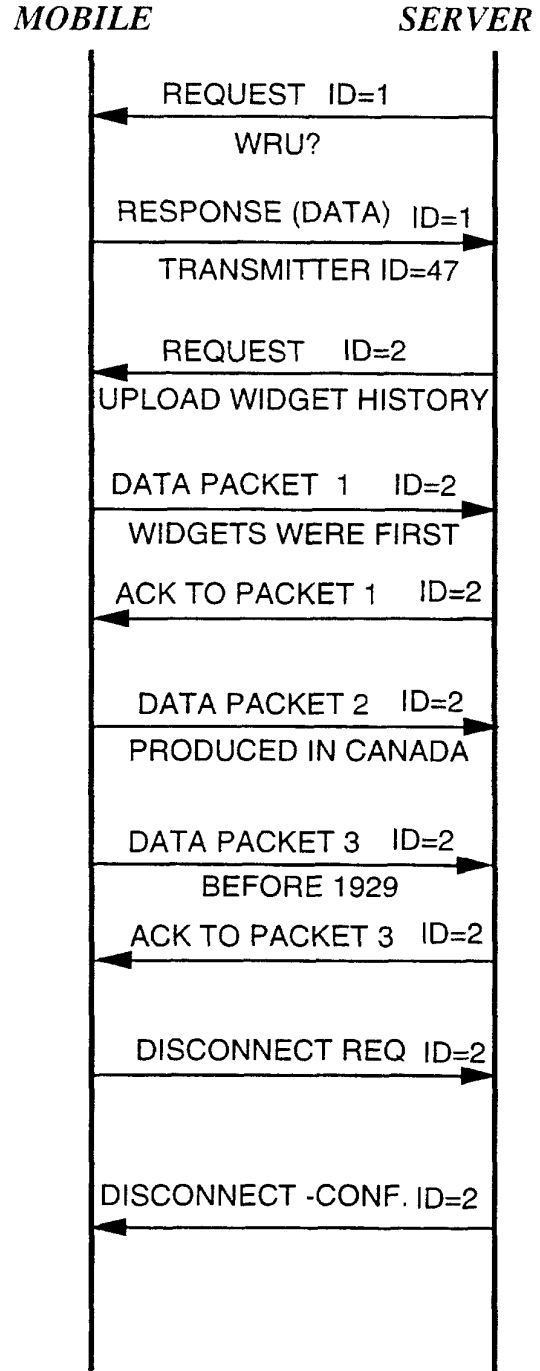 MOBILE SERVER
REQUEST ID=1
WRU?
RESPONSE (DATA) ID=1
TRANSMITTER ID=47
REQUEST ID=2
UPLOAD WIDGET HISTORY
DATA PACKET 1 ID=2
WIDGETS WERE FIRST
ACK TO PACKET 1 ID=2
DATA PACKET 2 ID=2
PRODUCED IN CANADA
DATA PACKET 3 ID=2
BEFORE 1929
ACK TO PACKET 3 ID=2
DISCONNECT REQ ID=2
DISCONNECT -CONF. ID=2